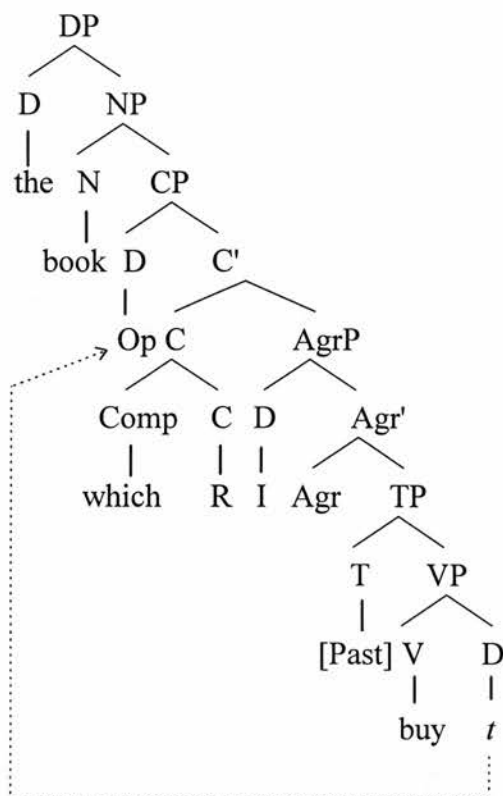 DP
D NP
the N CP
book D C'
Op C AgrP
Comp C D Agr'
which R I Agr TP
T VP
[Past] V D
buy t